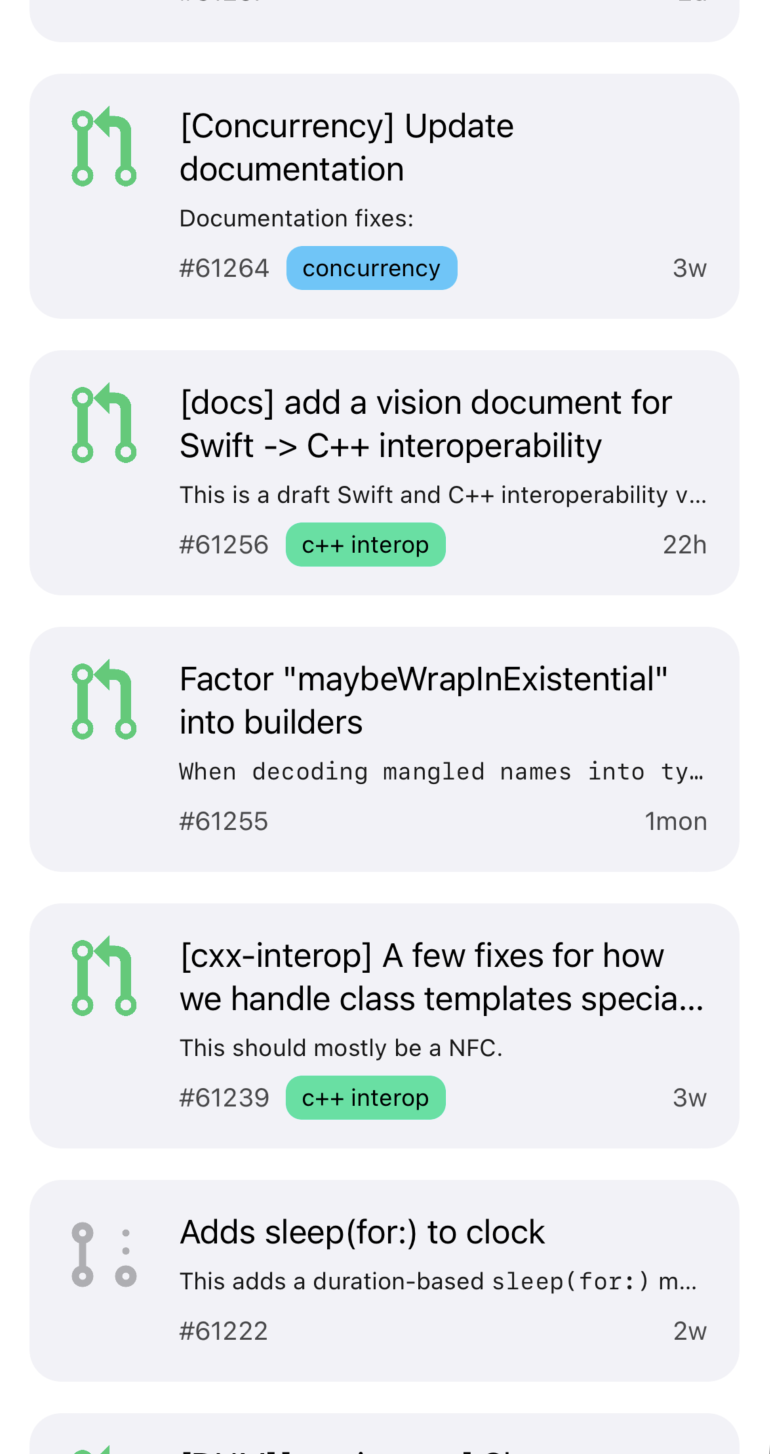 [Concurrency] Update
documentation
Documentation fixes:
#61264 concurrency 3w
[docs] add a vision document for
Swift -> C++ interoperability
This is a draft Swift and C++ interoperability v...
#61256 c++ interop 22h
Factor "maybeWrapInExistential"
into builders
When decoding mangled names into ty…
#61255 1mon
[cxx-interop] A few fixes for how
we handle class templates specia...
This should mostly be a NFC.
#61239 c++ interop 3w
Adds sleep(for:) to clock
This adds a duration-based sleep(for:) m...
#61222 2w